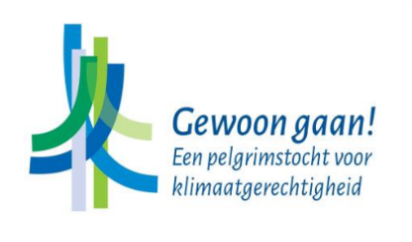 Gewoon gaan!
Een pelgrimstocht voor
klimaatgerechtigheid